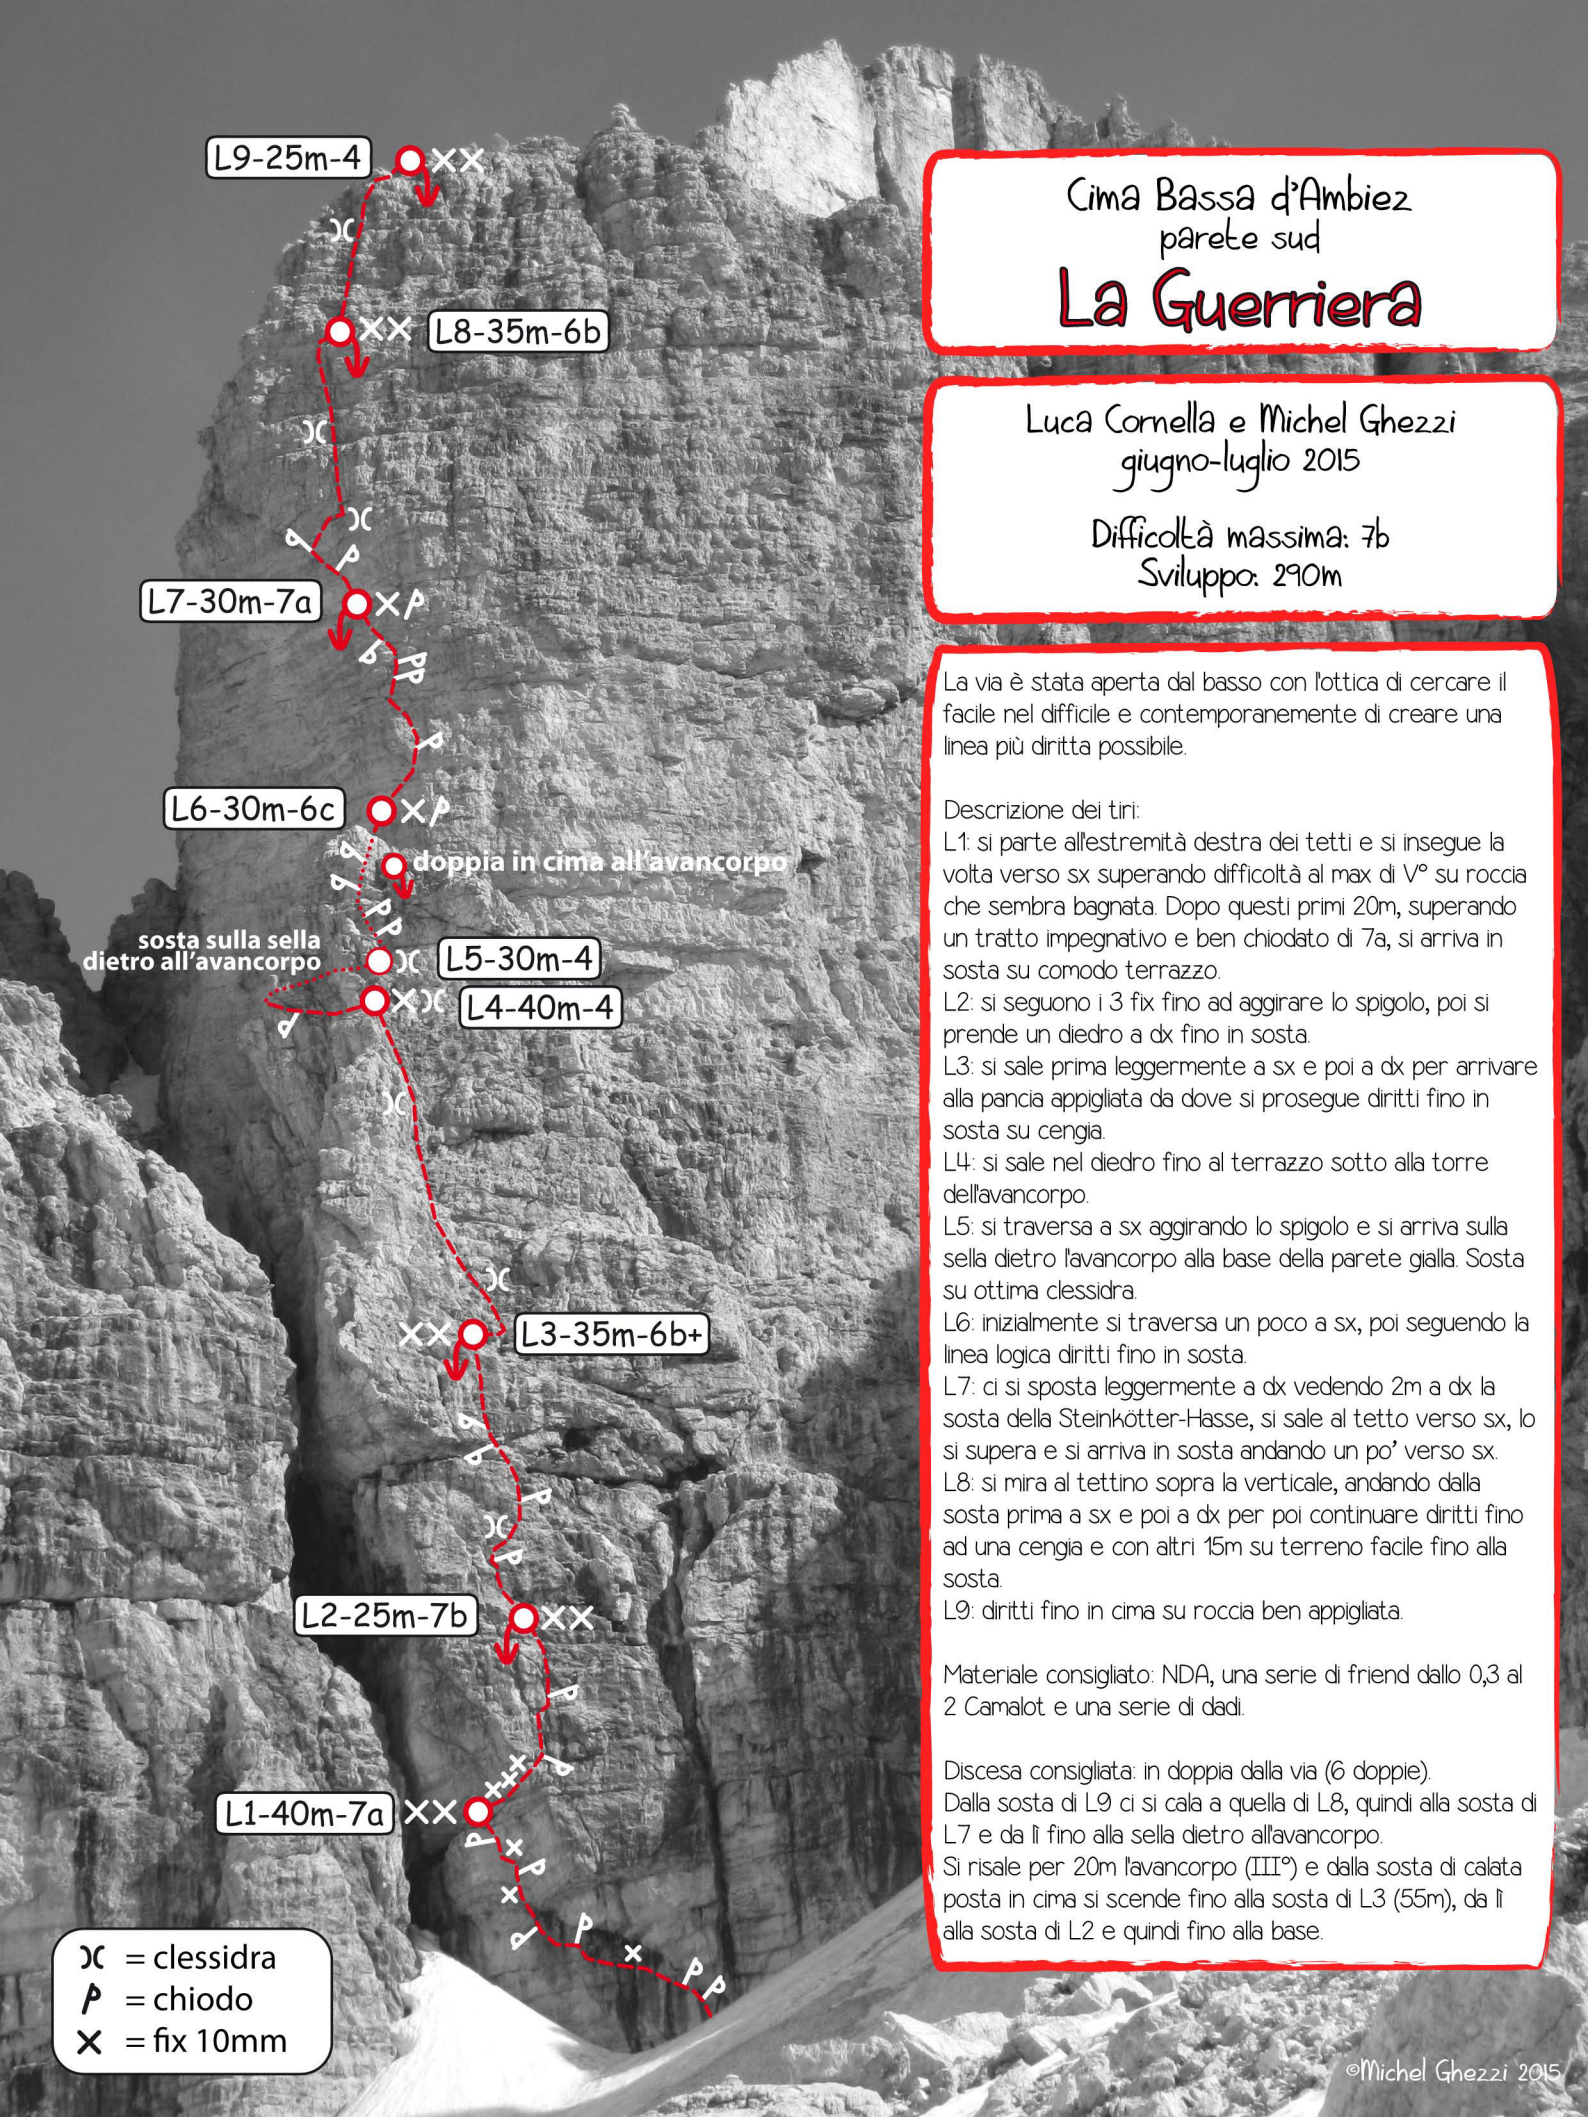 Cima Bassa d'Ambiez
parete sud
La Guerriera
Luca Cornella e Michel Ghezzi
giugno-luglio 2015
Difficoltà massima: 7b
Sviluppo: 290m
La via è stata aperta dal basso con l'ottica di cercare il
facile nel difficile e contemporanemente di creare una
linea più diritta possibile.
Descrizione dei tiri:
L1: si parte all'estremità destra dei tetti e si insegue la
volta verso sx superando difficoltà al max di V° su roccia
che sembra bagnata. Dopo questi primi 20m, superando
un tratto impegnativo e ben chiodato di 7a, si arriva in
sosta su comodo terrazzo.
L2: si seguono i 3 fix fino ad aggirare lo spigolo, poi si
prende un diedro a dx fino in sosta.
L3: si sale prima leggermente a sx e poi a dx per arrivare
alla pancia appigliata da dove si prosegue diritti fino in
sosta su cengia.
L4: si sale nel diedro fino al terrazzo sotto alla torre
dell'avancorpo.
L5: si traversa a sx aggirando lo spigolo e si arriva sulla
sella dietro l'avancorpo alla base della parete gialla. Sosta
su ottima clessidra.
L6: inizialmente si traversa un poco a sx, poi seguendo la
linea logica diritti fino in sosta.
L7: ci si sposta leggermente a dx vedendo 2m a dx la
sosta della Steinkötter-Hasse, si sale al tetto verso sx, lo
si supera e si arriva in sosta andando un po' verso sx.
L8: si mira al tettino sopra la verticale, andando dalla
sosta prima a sx e poi a dx per poi continuare diritti fino
ad una cengia e con altri 15m su terreno facile fino alla
sosta.
L9: diritti fino in cima su roccia ben appigliata.
Materiale consigliato: NDA, una serie di friend dallo 0,3 al
2 Camalot e una serie di dadi.
Discesa consigliata: in doppia dalla via (6 doppie).
Dalla sosta di L9 ci si cala a quella di L8, quindi alla sosta di
L7 e da lì fino alla sella dietro all'avancorpo.
Si risale per 20m l'avancorpo (III°) e dalla sosta di calata
posta in cima si scende fino alla sosta di L3 (55m), da lì
alla sosta di L2 e quindi fino alla base.
L9-25m-4
L8-35m-6b
L7-30m-7a
L6-30m-6c
doppia in cima all'avancorpo
sosta sulla sella
dietro all'avancorpo
L5-30m-4
L4-40m-4
L3-35m-6b+
L2-25m-7b
L1-40m-7a
= clessidra
= chiodo
= fix 10mm
©Michel Ghezzi 2015